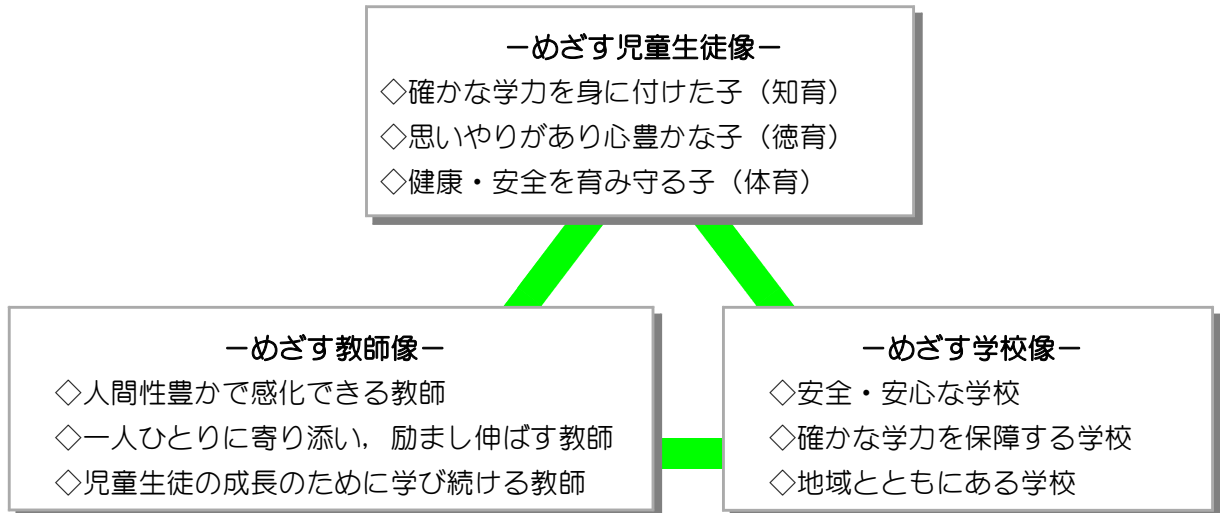 －めざす児童生徒像－
◇確かな学力を身に付けた子（知育）
◇思いやりがあり心豊かな子（徳育）
◇健康・安全を育み守る子（体育）
－めざす教師像－
◇人間性豊かで感化できる教師
◇一人ひとりに寄り添い，励まし伸ばす教師
◇児童生徒の成長のために学び続ける教師
－めざす学校像－
◇安全・安心な学校
◇確かな学力を保障する学校
◇地域とともにある学校